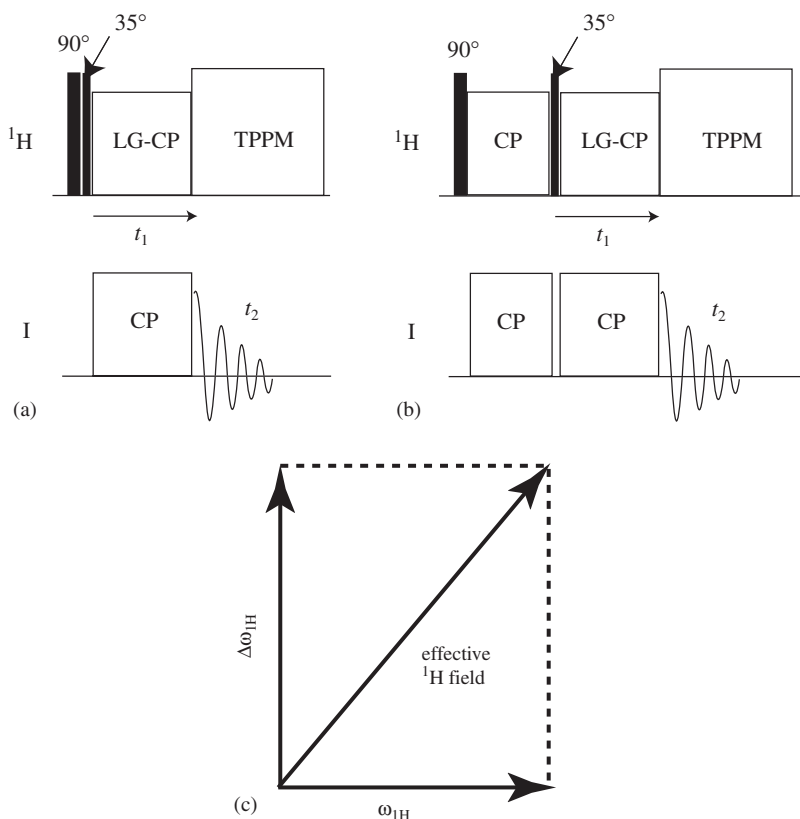 35°
90°
¹H
LG-CP
TPPM
t₁
I
CP
t₂
(a)
35°
90°
¹H
CP
LG-CP
TPPM
t₁
I
CP
CP
t₂
(b)
Δω₁H
effective
¹H field
(c)
ω₁H